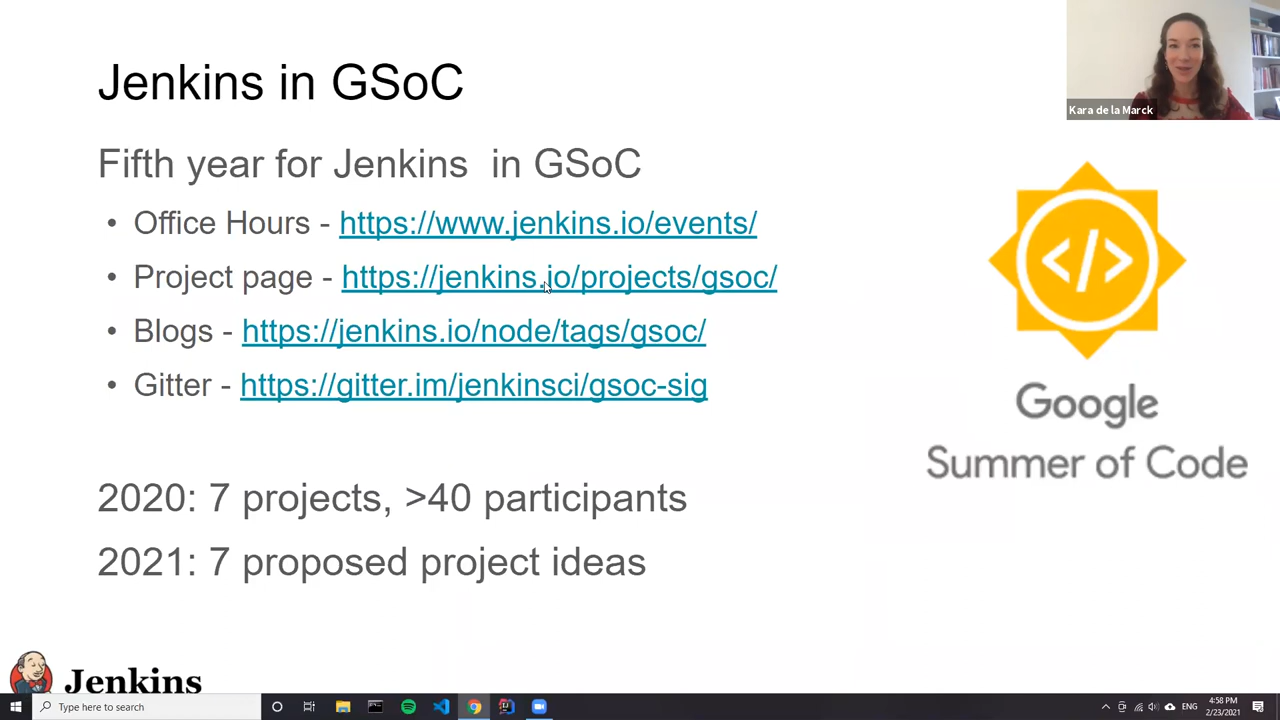 Jenkins in GSoC
Kara de la Marck
Fifth year for Jenkins in GSoC
• Office Hours - https://www.jenkins.io/events/
• Project page - https://jenkins.io/projects/gsoc/
• Blogs - https://jenkins.io/node/tags/gsoc/
• Gitter - https://gitter.im/jenkinsci/gsoc-sig
</>
Google
Summer of Code
2020: 7 projects, >40 participants
2021: 7 proposed project ideas
Jenkins
Type here to search
ENG
4:58 PM
2/23/2021